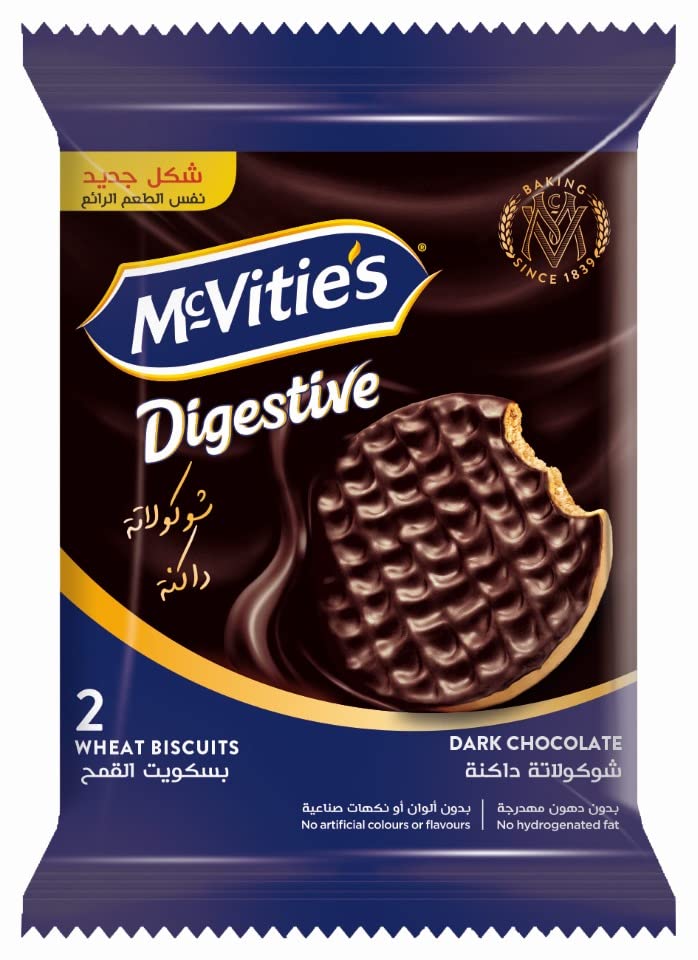 شكل جديد
نفس الطعم الرائع
BAKING
SINCE 1839
McVitie's®
Digestive
شوكولاتة
داكنة
2
WHEAT BISCUITS
بسكويت القمح
DARK CHOCOLATE
شوكولاتة داكنة
بدون ألوان أو نكهات صناعية
No artificial colours or flavours
بدون دهون مهدرجة
No hydrogenated fat